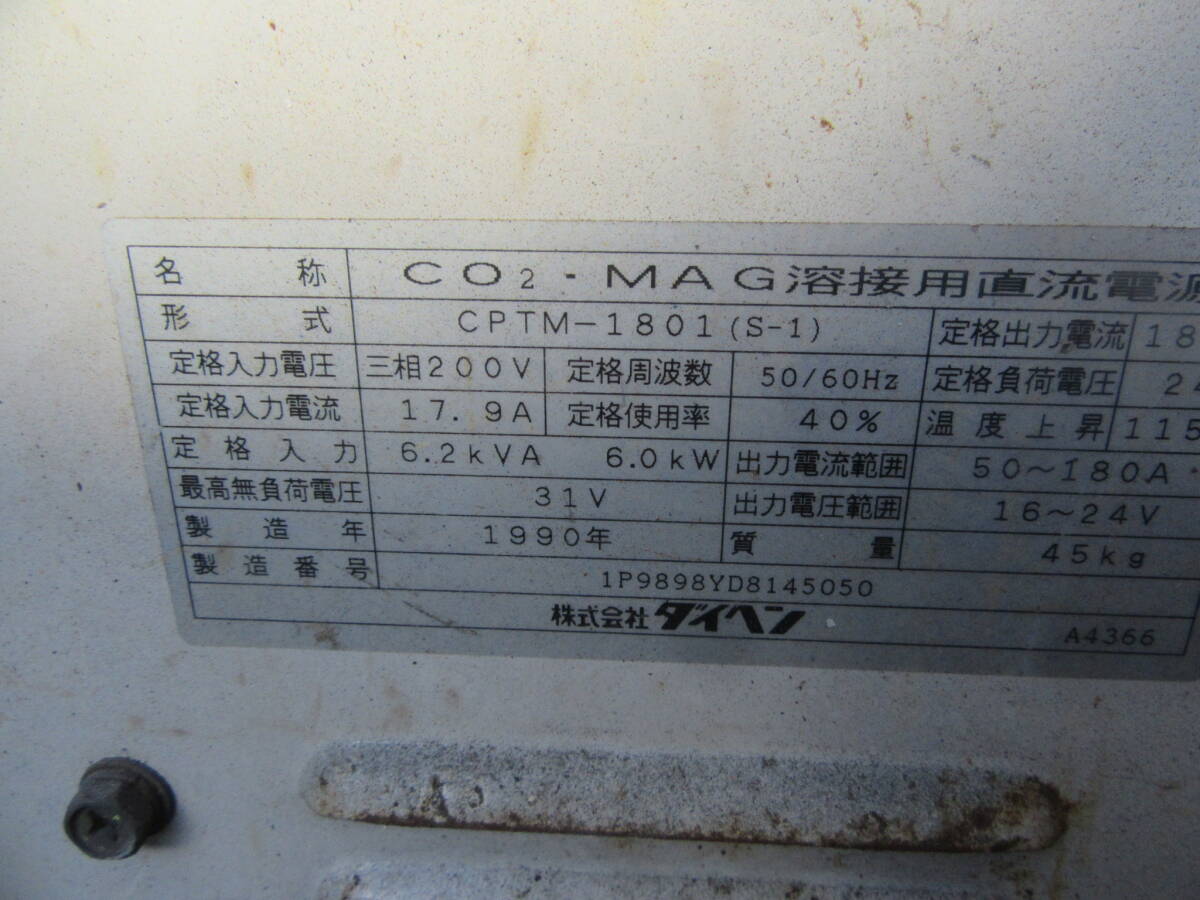 名称 CO2・MAG溶接用直流電源
形式 CPTM-1801(S-1) 定格出力電流 18
定格入力電圧 三相200V 定格周波数 50/60Hz 定格負荷電圧 2
定格入力電流 17.9A 定格使用率 40% 温度上昇 115
定格入力 6.2kVA 6.0kW 出力電流範囲 50~180A
最高無負荷電圧 31V 出力電圧範囲 16~24V
製造年 1990年 質量 45kg
製造番号 1P9898YD8145050
株式会社ダイヘン A4366